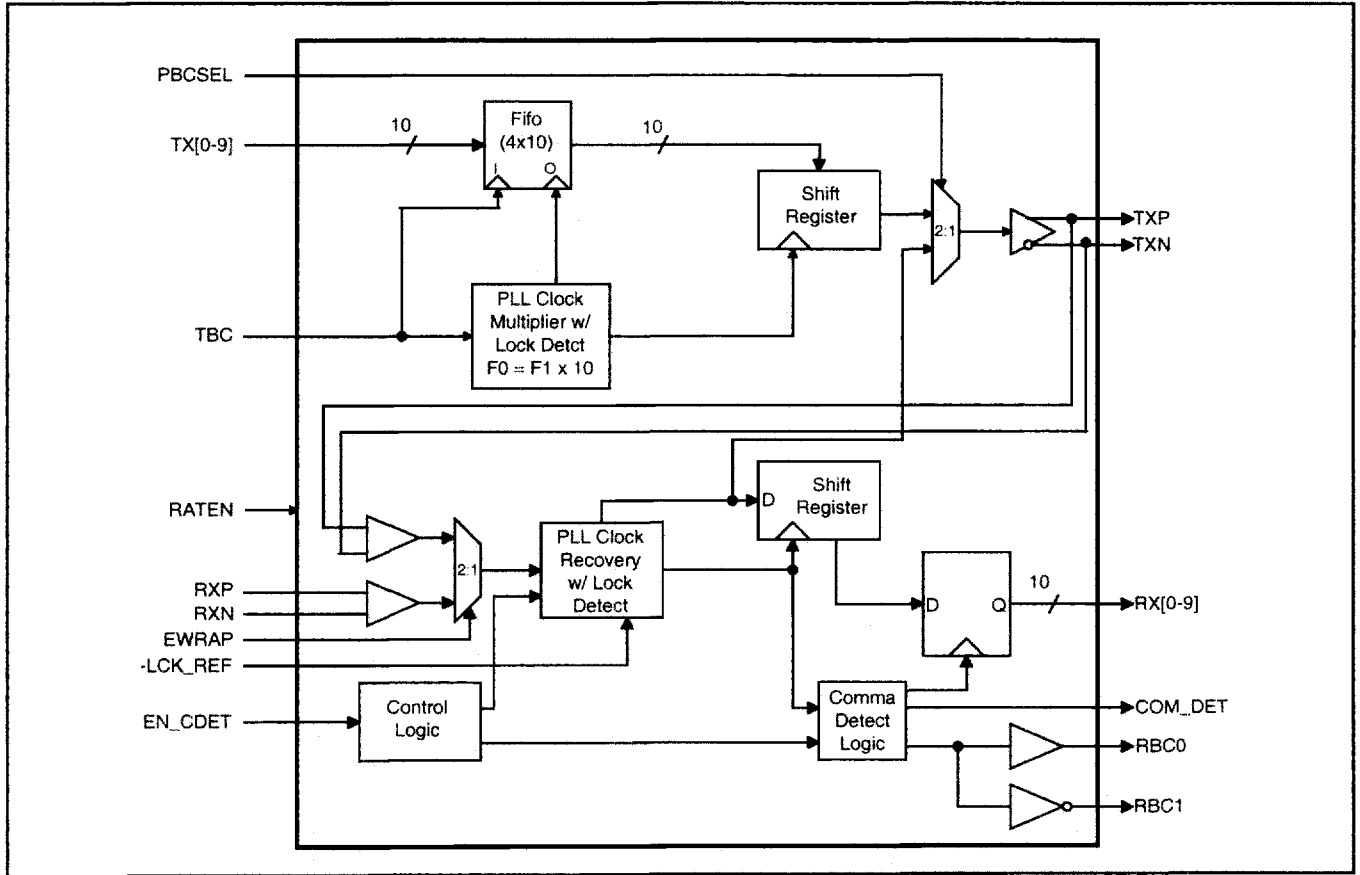 PBCSEL
TX[0-9]
10
Fifo
(4x10)
I
O
10
Shift
Register
2:1
TXP
TXN
TBC
PLL Clock
Multiplier w/
Lock Detct
F0 = F1 x 10
RATEN
RXP
RXN
EWRAP
-LCK_REF
EN_CDET
2:1
PLL Clock
Recovery
w/ Lock
Detect
D
Shift
Register
D
Q
10
RX[0-9]
Control
Logic
Comma
Detect
Logic
COM_DET
RBC0
RBC1